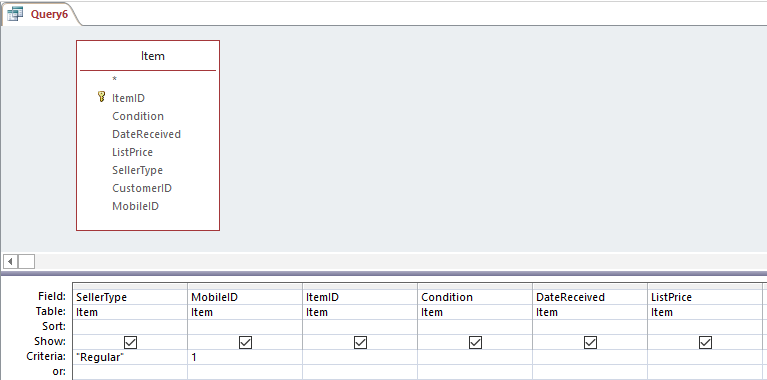 Query6
Item
*
ItemID
Condition
DateReceived
ListPrice
SellerType
CustomerID
MobileID
Field: SellerType MobileID ItemID Condition DateReceived ListPrice
Table: Item Item Item Item Item Item
Sort:
Show:
Criteria: "Regular" 1
or: